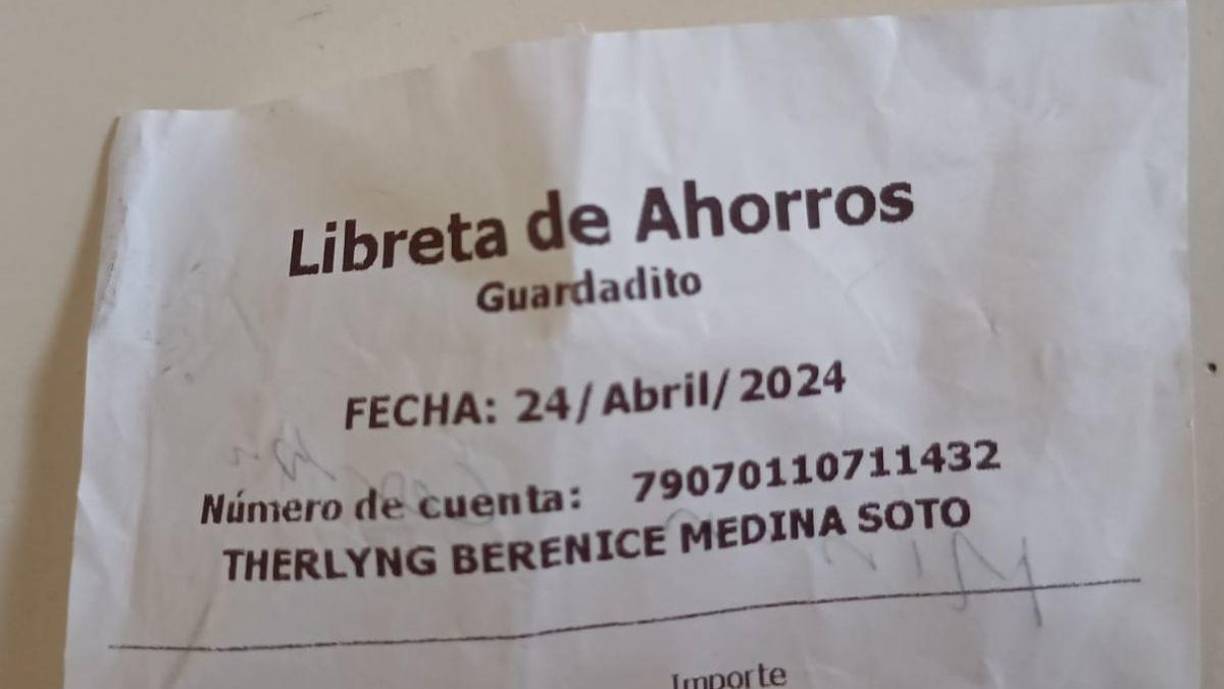 Libreta de Ahorros
Guardadito
FECHA: 24/Abril/2024
Número de cuenta: 79070110711432
THERLYNG BERENICE MEDINA SOTO
Importe